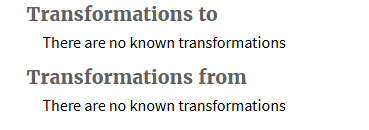 Transformations to
There are no known transformations
Transformations from
There are no known transformations